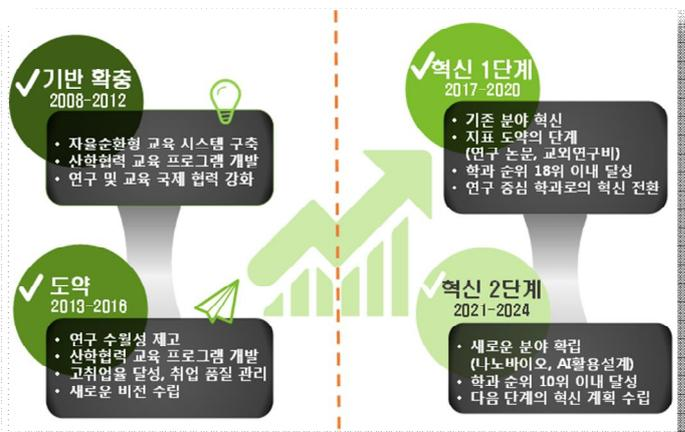 기반 확충
2008-2012
• 자율순환형 교육 시스템 구축
• 산학협력 교육 프로그램 개발
• 연구 및 교육 국제 협력 강화
도약
2013-2016
• 연구 수월성 제고
• 산학협력 교육 프로그램 개발
• 고취업율 달성, 취업 품질 관리
• 새로운 비전 수립
혁신 1단계
2017-2020
• 기존 분야 혁신
• 지표 도약의 단계
(연구 논문, 교외연구비)
• 학과 순위 18위 이내 달성
• 연구 중심 학과로의 혁신 전환
혁신 2단계
2021-2024
• 새로운 분야 확립
(나노바이오, AI활용설계)
• 학과 순위 10위 이내 달성
• 다음 단계의 혁신 계획 수립